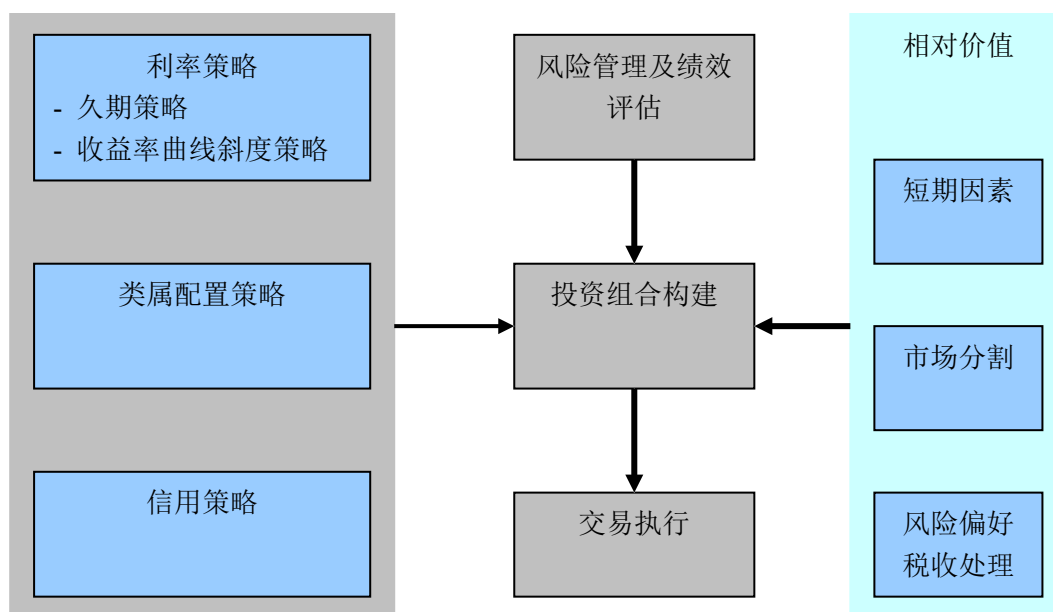 利率策略
- 久期策略
- 收益率曲线斜度策略
类属配置策略
信用策略
风险管理及绩效
评估
投资组合构建
交易执行
相对价值
短期因素
市场分割
风险偏好
税收处理